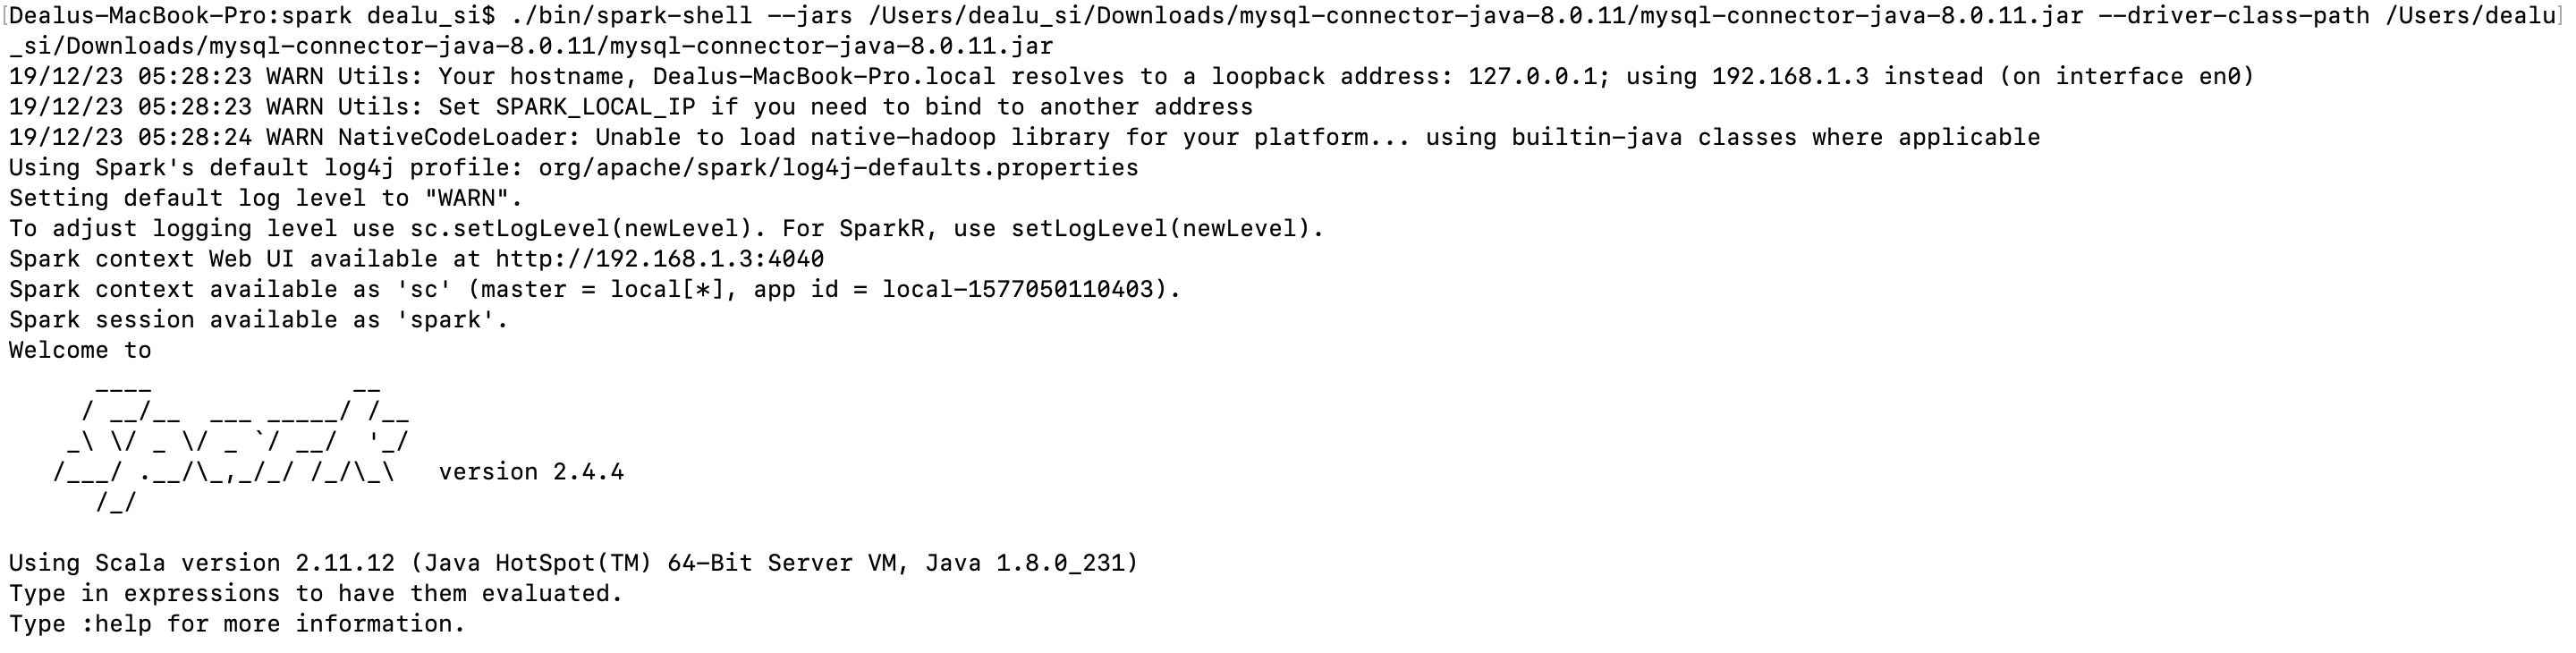 Dealus-MacBook-Pro:spark dealu_si$ ./bin/spark-shell --jars /Users/dealu_si/Downloads/mysql-connector-java-8.0.11/mysql-connector-java-8.0.11.jar --driver-class-path /Users/dealu
_si/Downloads/mysql-connector-java-8.0.11/mysql-connector-java-8.0.11.jar
19/12/23 05:28:23 WARN Utils: Your hostname, Dealus-MacBook-Pro.local resolves to a loopback address: 127.0.0.1; using 192.168.1.3 instead (on interface en0)
19/12/23 05:28:23 WARN Utils: Set SPARK_LOCAL_IP if you need to bind to another address
19/12/23 05:28:24 WARN NativeCodeLoader: Unable to load native-hadoop library for your platform... using builtin-java classes where applicable
Using Spark's default log4j profile: org/apache/spark/log4j-defaults.properties
Setting default log level to "WARN".
To adjust logging level use sc.setLogLevel(newLevel). For SparkR, use setLogLevel(newLevel).
Spark context Web UI available at http://192.168.1.3:4040
Spark context available as 'sc' (master = local[*], app id = local-1577050110403).
Spark session available as 'spark'.
Welcome to
      ____              __
     / __/__  ___ _____/ /__
    _\ \/ _ \/ _ `/ __/  '_/
   /___/ .__/\_,_/_/ /_/\_\   version 2.4.4
      /_/
Using Scala version 2.11.12 (Java HotSpot(TM) 64-Bit Server VM, Java 1.8.0_231)
Type in expressions to have them evaluated.
Type :help for more information.